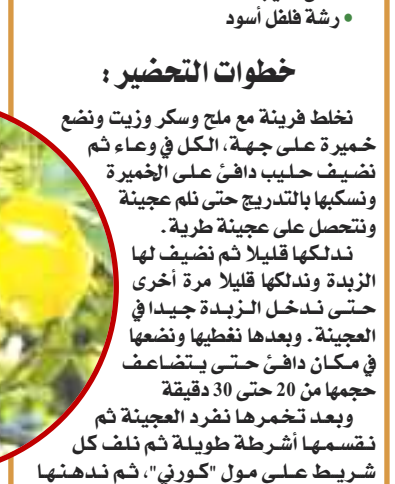 • رشة فلفل أسود
خطوات التحضير :
نخلط فرينة مع ملح وسكر وزيت ونضع
خميرة على جهة، الكل في وعاء ثم
نضيف حليب دافئ على الخميرة
ونسكبها بالتدريج حتى نلم عجينة
ونتحصل على عجينة طرية.
ندلكها قليلا ثم نضيف لها
الزبدة وندلكها قليلا مرة أخرى
حتى ندخل الزبدة جيدا في
العجينة. وبعدها نغطيها ونضعها
في مكان دافئ حتى يتضاعف
حجمها من 20 حتى 30 دقيقة
وبعد تخمرها نفرد العجينة ثم
نقسمها أشرطة طويلة ثم نلف كل
شريط على مول "كورني"، ثم ندهنها